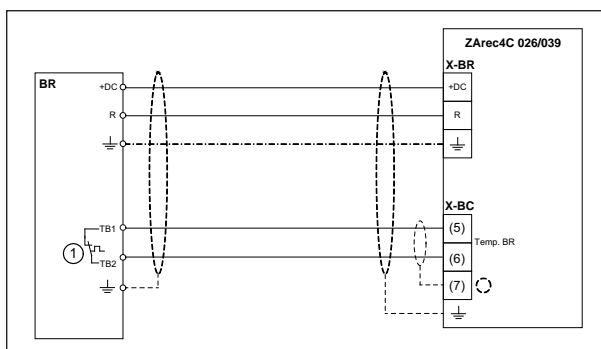 ZArec4C 026/039
X-BR
BR
+DC
+DC
R
R
X-BC
TB1
(5)
Temp. BR
1
(6)
TB2
(7)